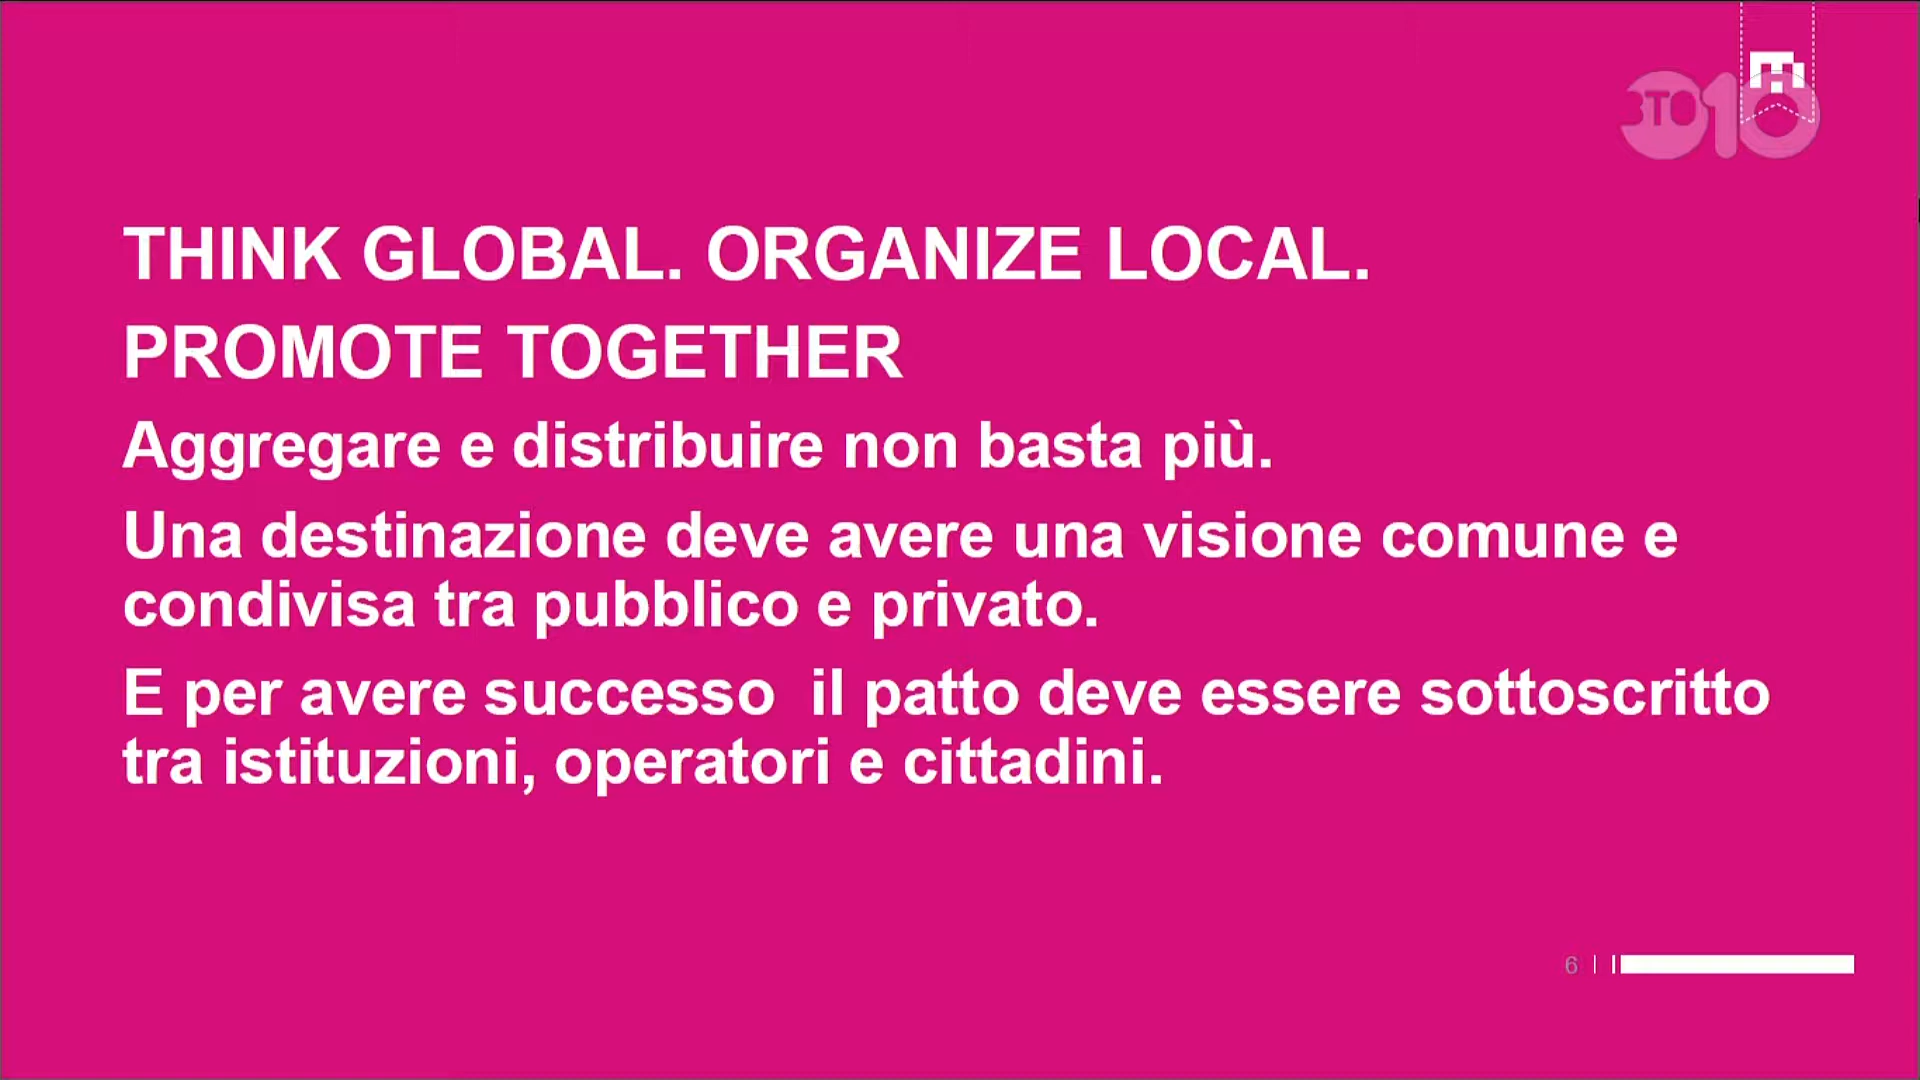 BTO10
THINK GLOBAL. ORGANIZE LOCAL.
PROMOTE TOGETHER
Aggregare e distribuire non basta più.
Una destinazione deve avere una visione comune e
condivisa tra pubblico e privato.
E per avere successo  il patto deve essere sottoscritto
tra istituzioni, operatori e cittadini.
6